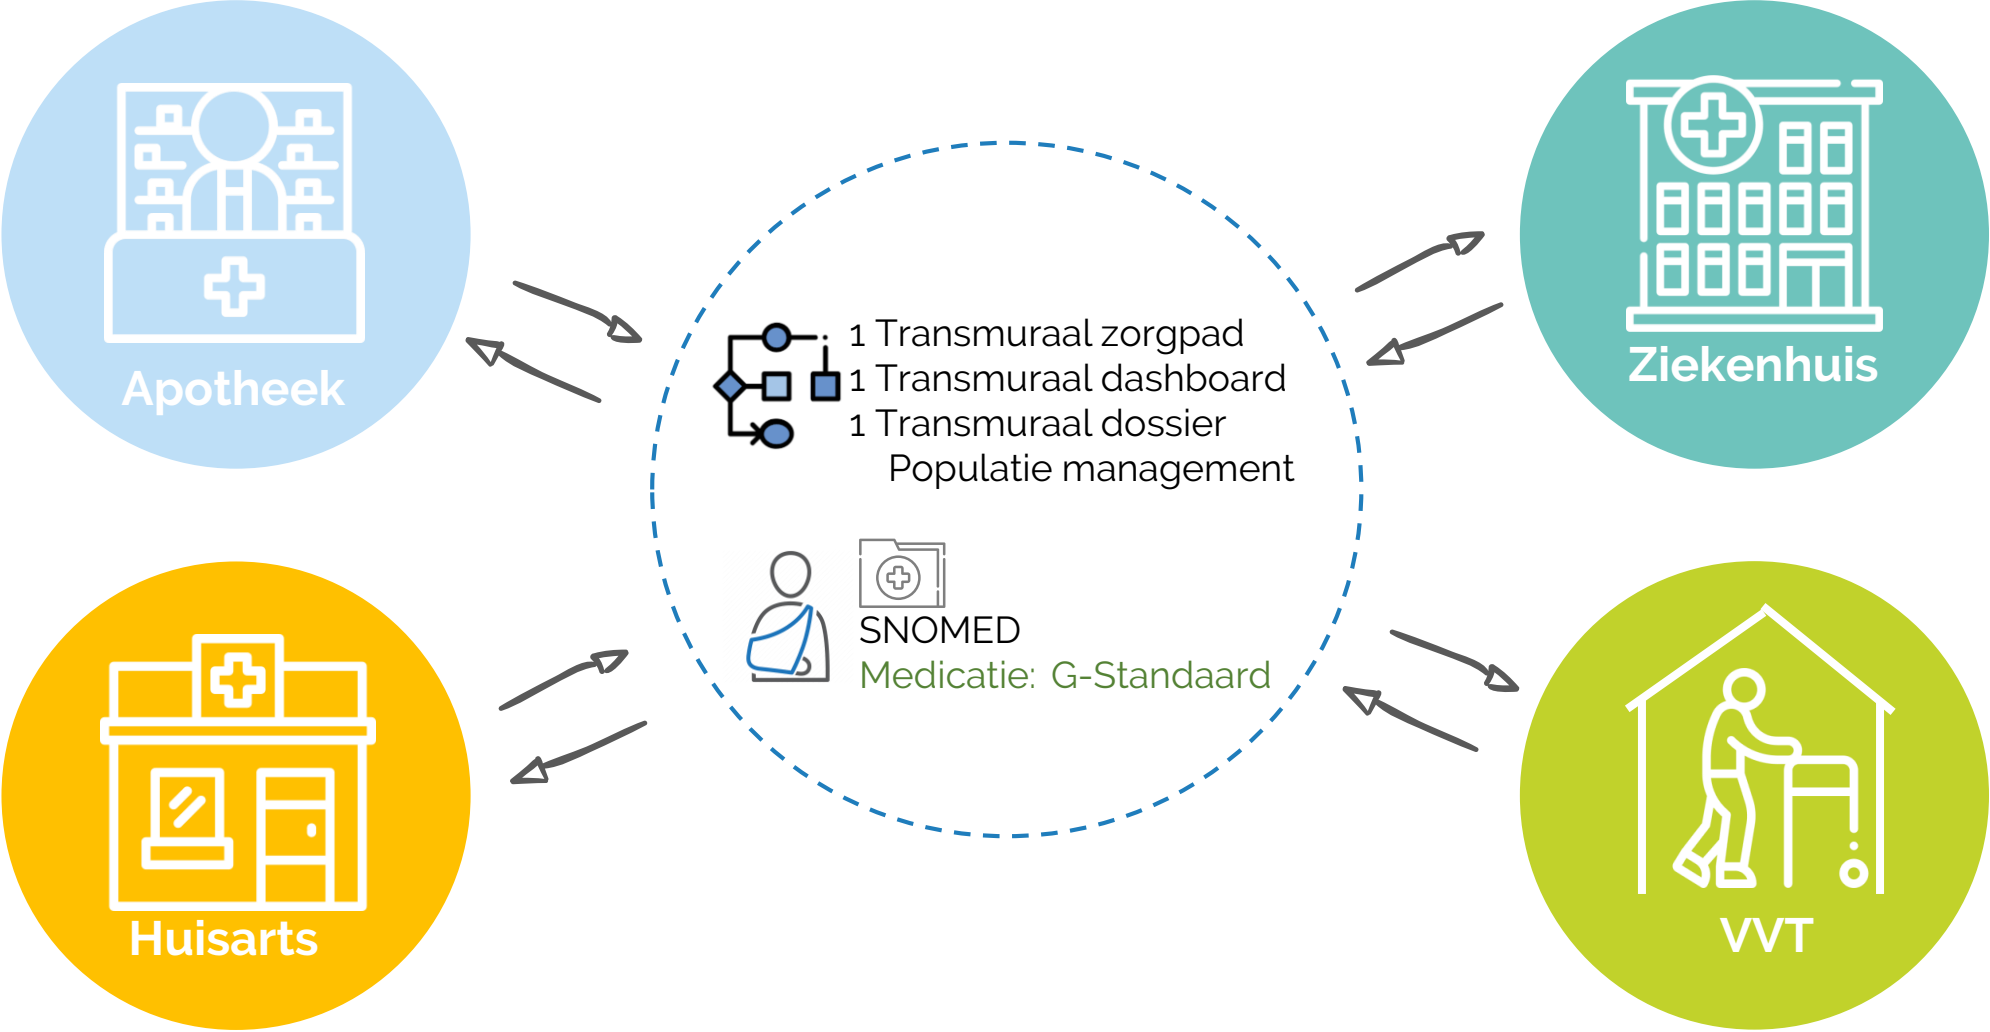 Apotheek
Ziekenhuis
1 Transmuraal zorgpad
1 Transmuraal dashboard
1 Transmuraal dossier
Populatie management
SNOMED
Medicatie: G-Standaard
Huisarts
VVT